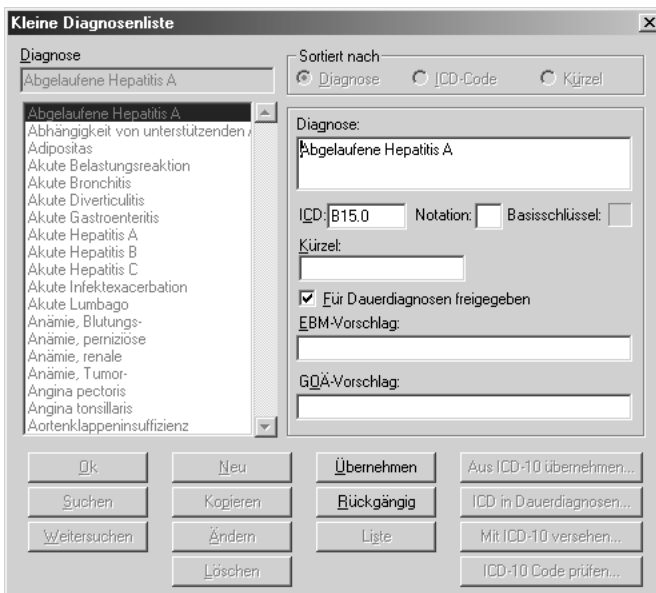 Kleine Diagnosenliste
Diagnose
Abgelaufene Hepatitis A
Sortiert nach
Diagnose ICD-Code Kürzel
Abgelaufene Hepatitis A
Abhängigkeit von unterstützenden
Adipositas
Akute Belastungsreaktion
Akute Bronchitis
Akute Diverticulitis
Akute Gastroenteritis
Akute Hepatitis A
Akute Hepatitis B
Akute Hepatitis C
Akute Infektexacerbation
Akute Lumbago
Anämie, Blutungs-
Anämie, perniziöse
Anämie, renale
Anämie, Tumor-
Angina pectoris
Angina tonsillaris
Aortenklappeninsuffizienz
Diagnose:
Abgelaufene Hepatitis A
ICD: B15.0 Notation: Basisschlüssel:
Kürzel:
Für Dauerdiagnosen freigegeben
EBM-Vorschlag:
GOÄ-Vorschlag:
Ok Neu Übernehmen Aus ICD-10 übernehmen...
Suchen Kopieren Rückgängig ICD in Dauerdiagnosen...
Weitersuchen Ändern Liste Mit ICD-10 versehen...
Löschen ICD-10 Code prüfen...